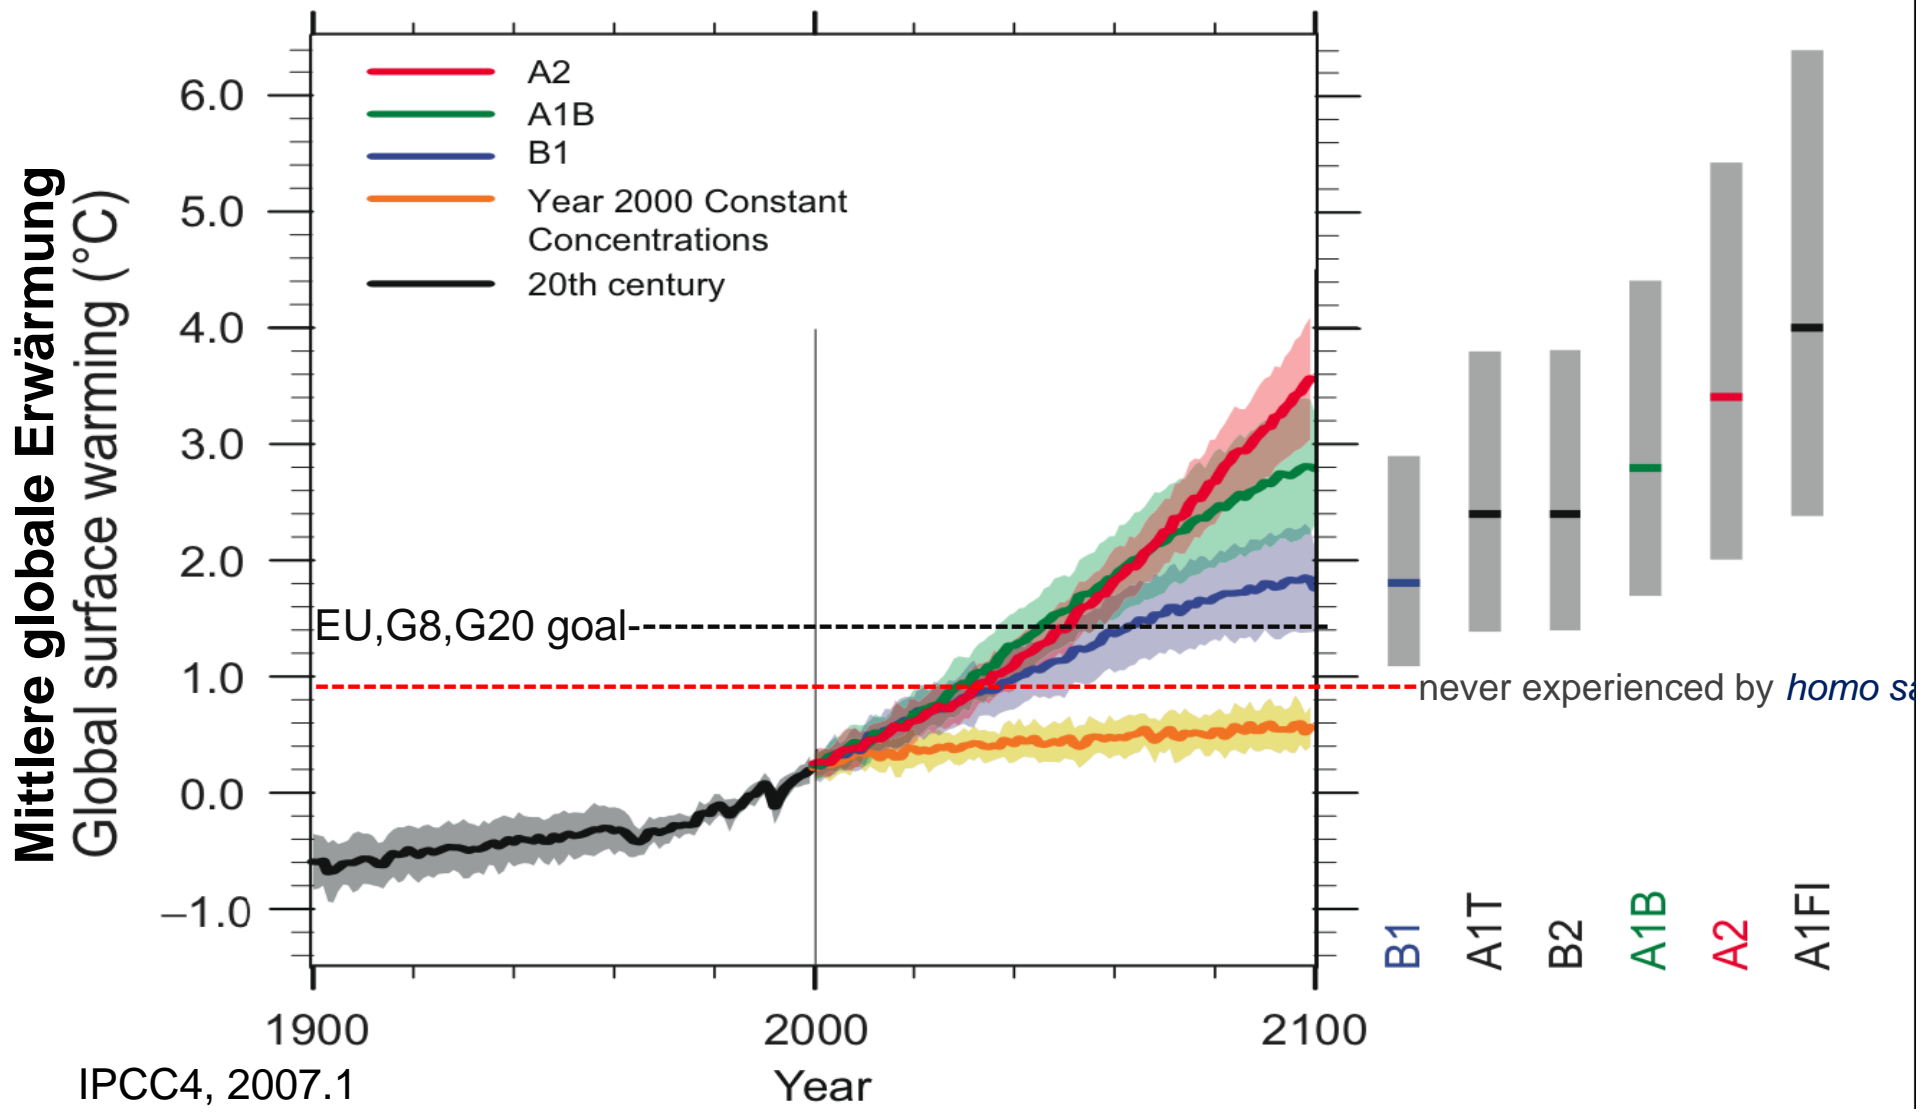 Mittlere globale Erwärmung
Global surface warming (°C)
6.0
5.0
4.0
3.0
2.0
1.0
0.0
–1.0
A2
A1B
B1
Year 2000 Constant
Concentrations
20th century
EU,G8,G20 goal
never experienced by homo
B1
A1T
B2
A1B
A2
A1FI
1900
2000
2100
Year
IPCC4, 2007.1